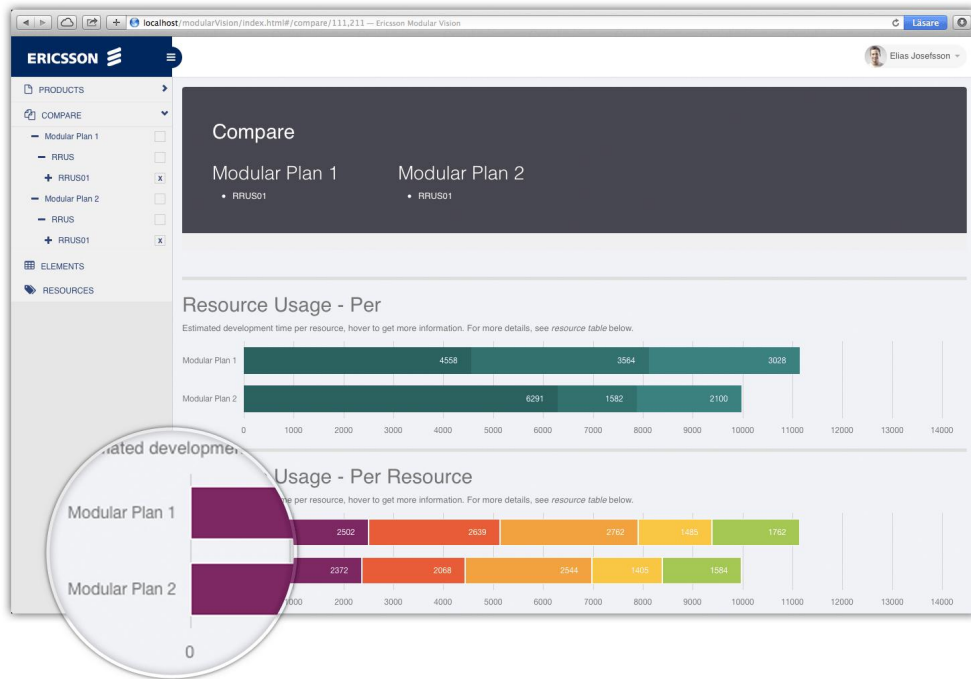 localhost/modularVision/index.html#/compare/111,211 — Ericsson Modular Vision
Läsare
ERICSSON
Elias Josefsson
PRODUCTS
COMPARE
Modular Plan 1
RRUS
RRUS01 x
Modular Plan 2
RRUS
RRUS01 x
ELEMENTS
RESOURCES
Compare
Modular Plan 1 Modular Plan 2
• RRUS01 • RRUS01
Resource Usage - Per
Estimated development time per resource, hover to get more information. For more details, see resource table below.
Modular Plan 1 4558 3564 3028
Modular Plan 2 6291 1582 2100
0 1000 2000 3000 4000 5000 6000 7000 8000 9000 10000 11000 12000 13000 14000
Usage - Per Resource
me per resource, hover to get more information. For more details, see resource table below.
2502 2639 2762 1485 1762
2372 2068 2544 1405 1584
1000 2000 3000 4000 5000 6000 7000 8000 9000 10000 11000 12000 13000 14000
mated developmen
Modular Plan 1
Modular Plan 2
0